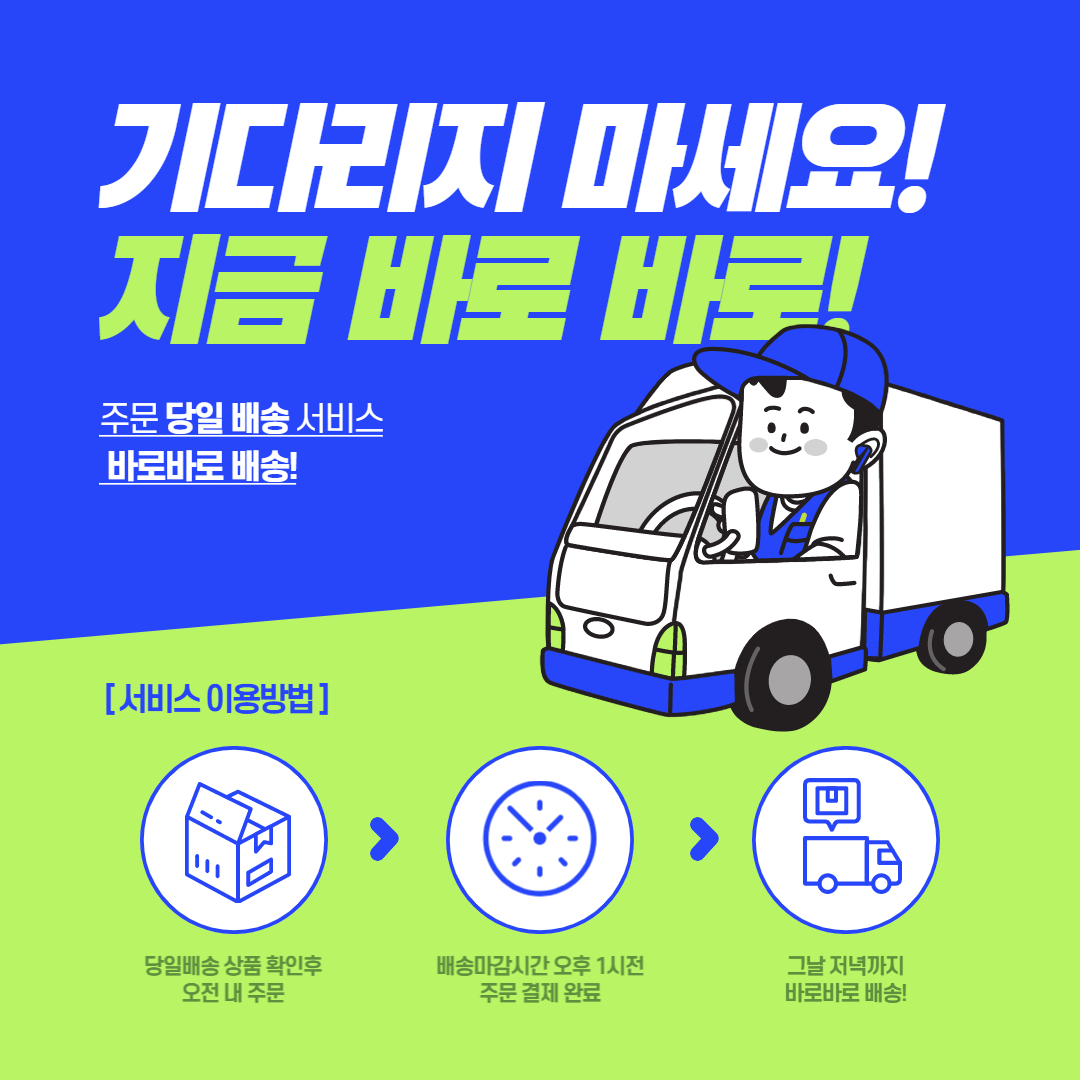 기다리지 마세요!
지금 바로 바로!
주문 당일 배송 서비스
바로바로 배송!
[ 서비스 이용방법 ]
당일배송 상품 확인후
오전 내 주문
배송마감시간 오후 1시전
주문 결제 완료
그날 저녁까지
바로바로 배송!